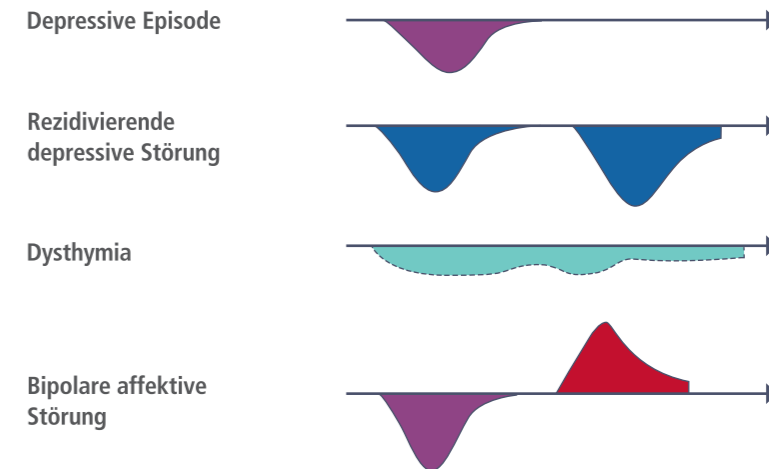 Depressive Episode
Rezidivierende
depressive Störung
Dysthymia
Bipolare affektive
Störung